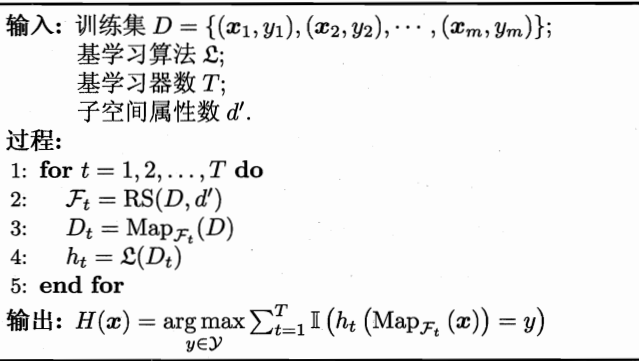 输入: 训练集 D = {(x₁, y₁), (x₂, y₂), ⋯ , (xₘ, yₘ)};
基学习算法 𝔏;
基学习器数 T;
子空间属性数 d′.
过程:
1: for t = 1, 2, . . . , T do
2: ℱₜ = RS(D, d′)
3: Dₜ = Map_ℱₜ(D)
4: hₜ = 𝔏(Dₜ)
5: end for
输出: H(x) = arg max_{y∈𝒴} ∑_{t=1}^{T} 𝕀 (hₜ (Map_ℱₜ (x)) = y)